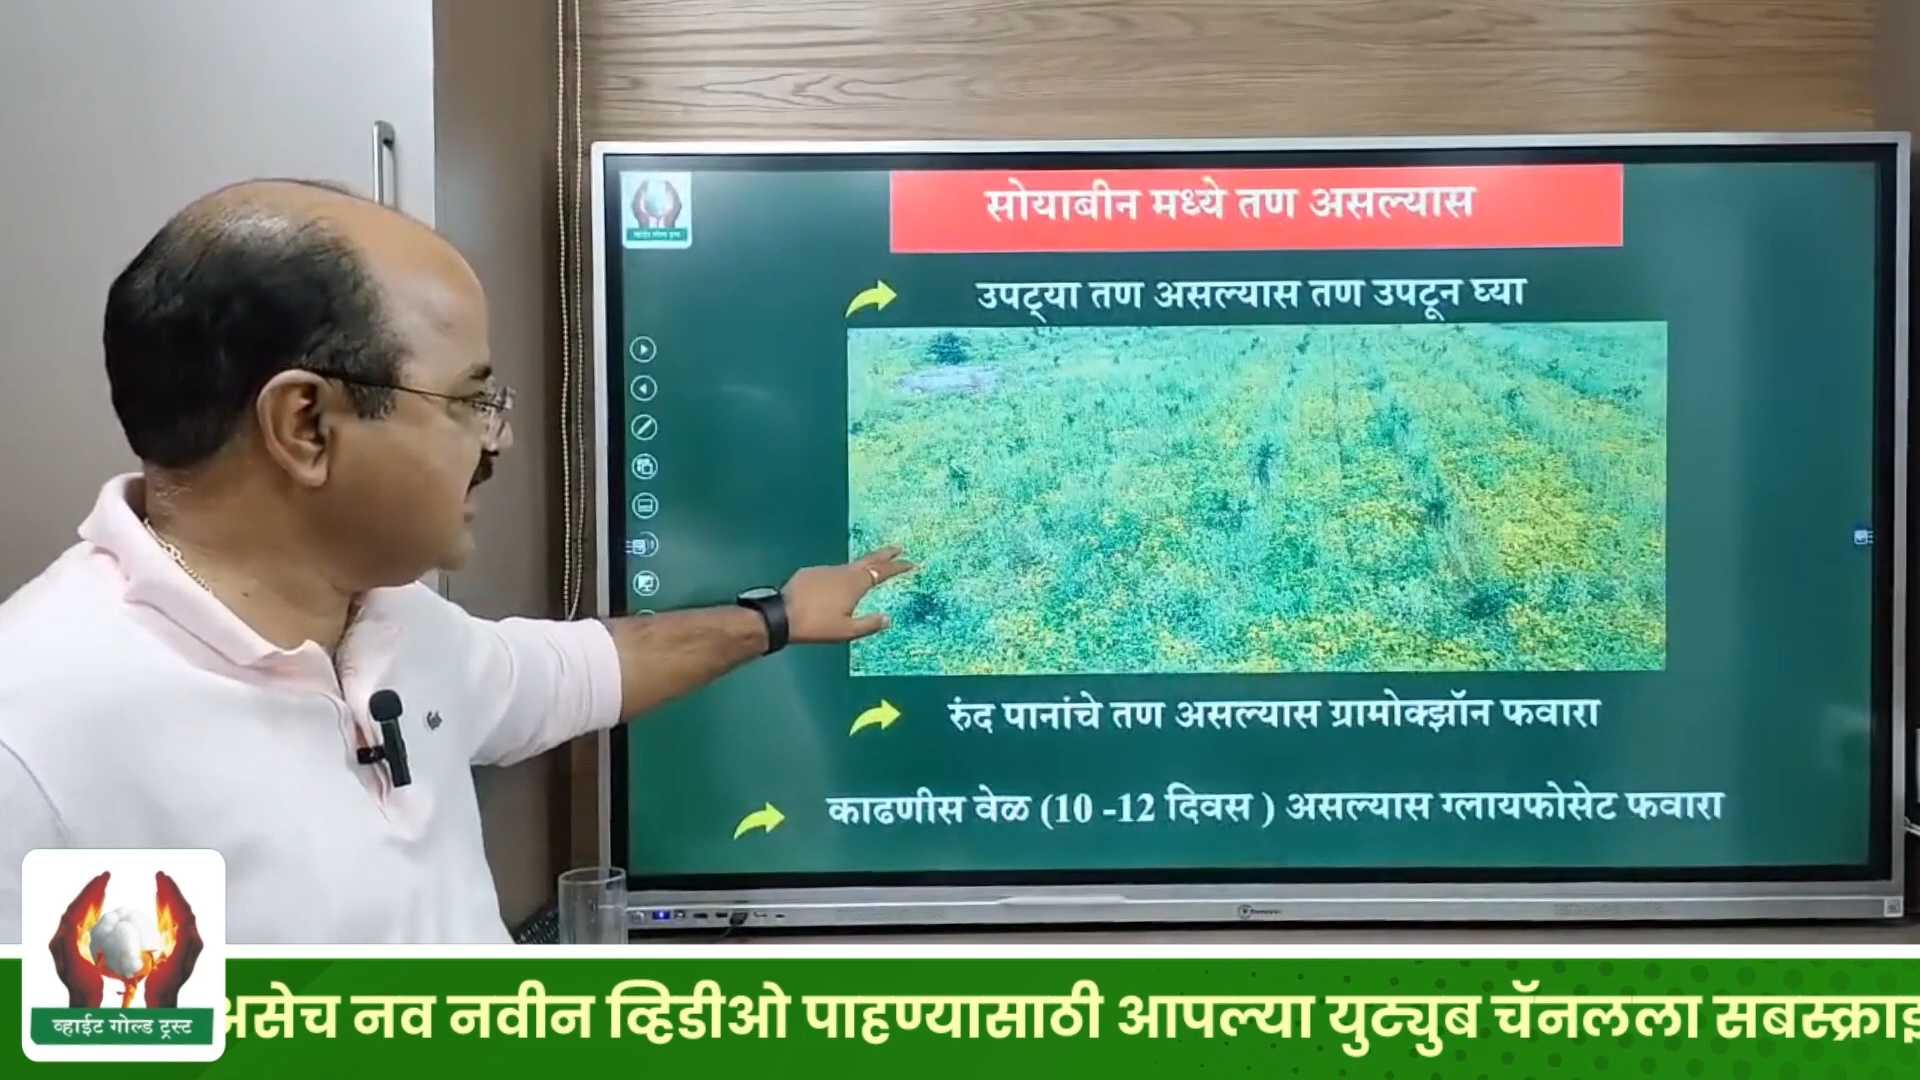 सोयाबीन मध्ये तण असल्यास
उपट्या तण असल्यास तण उपटून घ्या
रुंद पानांचे तण असल्यास ग्रामोक्झॉन फवारा
काढणीस वेळ (10 -12 दिवस ) असल्यास ग्लायफोसेट फवारा
व्हाईट गोल्ड ट्रस्ट
असेच नव नवीन व्हिडीओ पाहण्यासाठी आपल्या युट्युब चॅनलला सबस्क्राइ